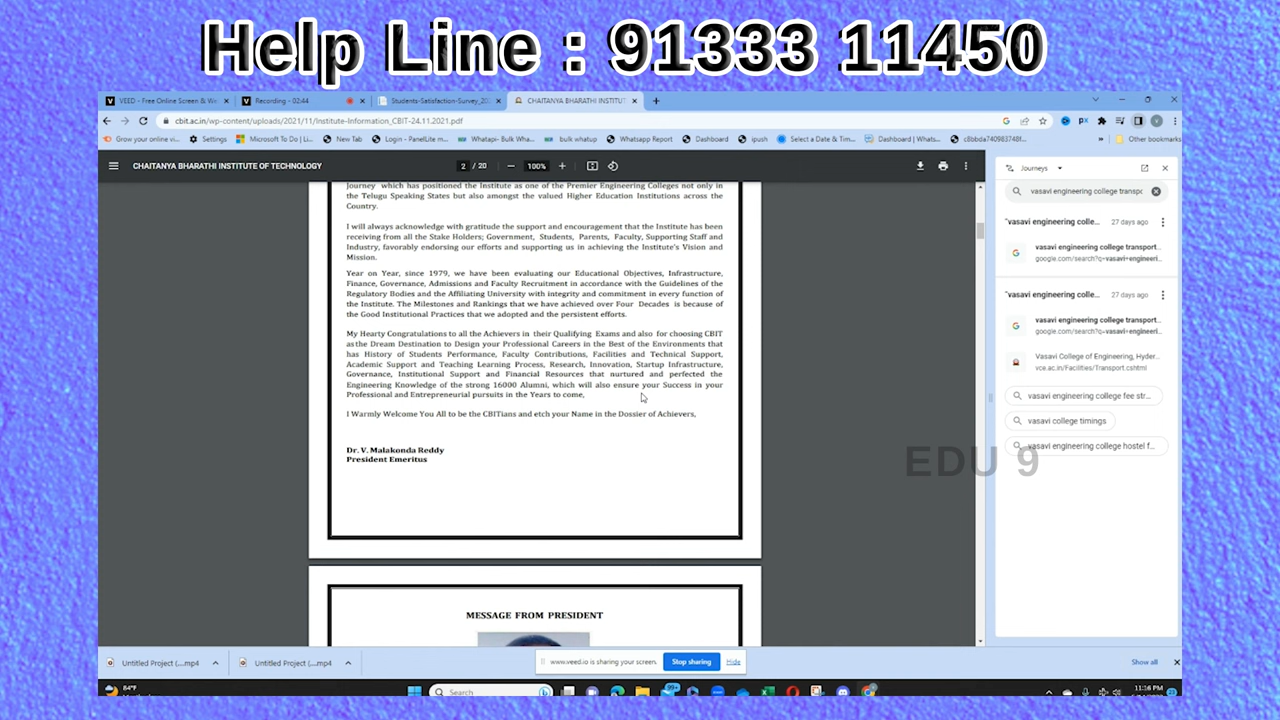 Help Line : 91333 11450
VEED - Free Online Screen & We
Recording - 02:44
Students-Satisfaction-Survey_20
CHAITANYA BHARATHI INSTITUT
cbit.ac.in/wp-content/uploads/2021/11/Institute-Information_CBIT-24.11.2021.pdf
Grow your online vi...
Settings
Microsoft To Do | Li...
New Tab
Login - PanelLite m...
Whatapi- Bulk Wha...
bulk whatup
Whatsapp Report
Dashboard
ipush
Select a Date & Tim...
Dashboard | Whats...
c8bbda740983748f...
Other bookmarks
CHAITANYA BHARATHI INSTITUTE OF TECHNOLOGY
2 / 20
100%
Journey which has positioned the Institute as one of the Premier Engineering Colleges not only in
the Telugu Speaking States but also amongst the valued Higher Education Institutions across the
Country.
I will always acknowledge with gratitude the support and encouragement that the Institute has been
receiving from all the Stake Holders; Government, Students, Parents, Faculty, Supporting Staff and
Industry, favorably endorsing our efforts and supporting us in achieving the Institute's Vision and
Mission.
Year on Year, since 1979, we have been evaluating our Educational Objectives, Infrastructure,
Finance, Governance, Admissions and Faculty Recruitment in accordance with the Guidelines of the
Regulatory Bodies and the Affiliating University with integrity and commitment in every function of
the Institute. The Milestones and Rankings that we have achieved over Four Decades is because of
the Good Institutional Practices that we adopted and the persistent efforts.
My Hearty Congratulations to all the Achievers in their Qualifying Exams and also for choosing CBIT
as the Dream Destination to Design your Professional Careers in the Best of the Environments that
has History of Students Performance, Faculty Contributions, Facilities and Technical Support,
Academic Support and Teaching Learning Process, Research, Innovation, Startup Infrastructure,
Governance, Institutional Support and Financial Resources that nurtured and perfected the
Engineering Knowledge of the strong 16000 Alumni, which will also ensure your Success in your
Professional and Entrepreneurial pursuits in the Years to come,
I Warmly Welcome You All to be the CBITians and etch your Name in the Dossier of Achievers,
Dr. V. Malakonda Reddy
President Emeritus
MESSAGE FROM PRESIDENT
Journeys
vasavi engineering college transpo
"vasavi engineering colle...
27 days ago
vasavi engineering college transport...
google.com/search?q=vasavi+engineeri...
"vasavi engineering colle...
27 days ago
vasavi engineering college transport...
google.com/search?q=vasavi+engineeri...
Vasavi College of Engineering, Hyder...
vce.ac.in/Facilities/Transport.cshtml
vasavi engineering college fee str...
vasavi college timings
vasavi engineering college hostel f...
EDU 9
Untitled Project (....mp4
Untitled Project (....mp4
www.veed.io is sharing your screen.
Stop sharing
Hide
Show all
84°F
Search
99+
11:16 PM